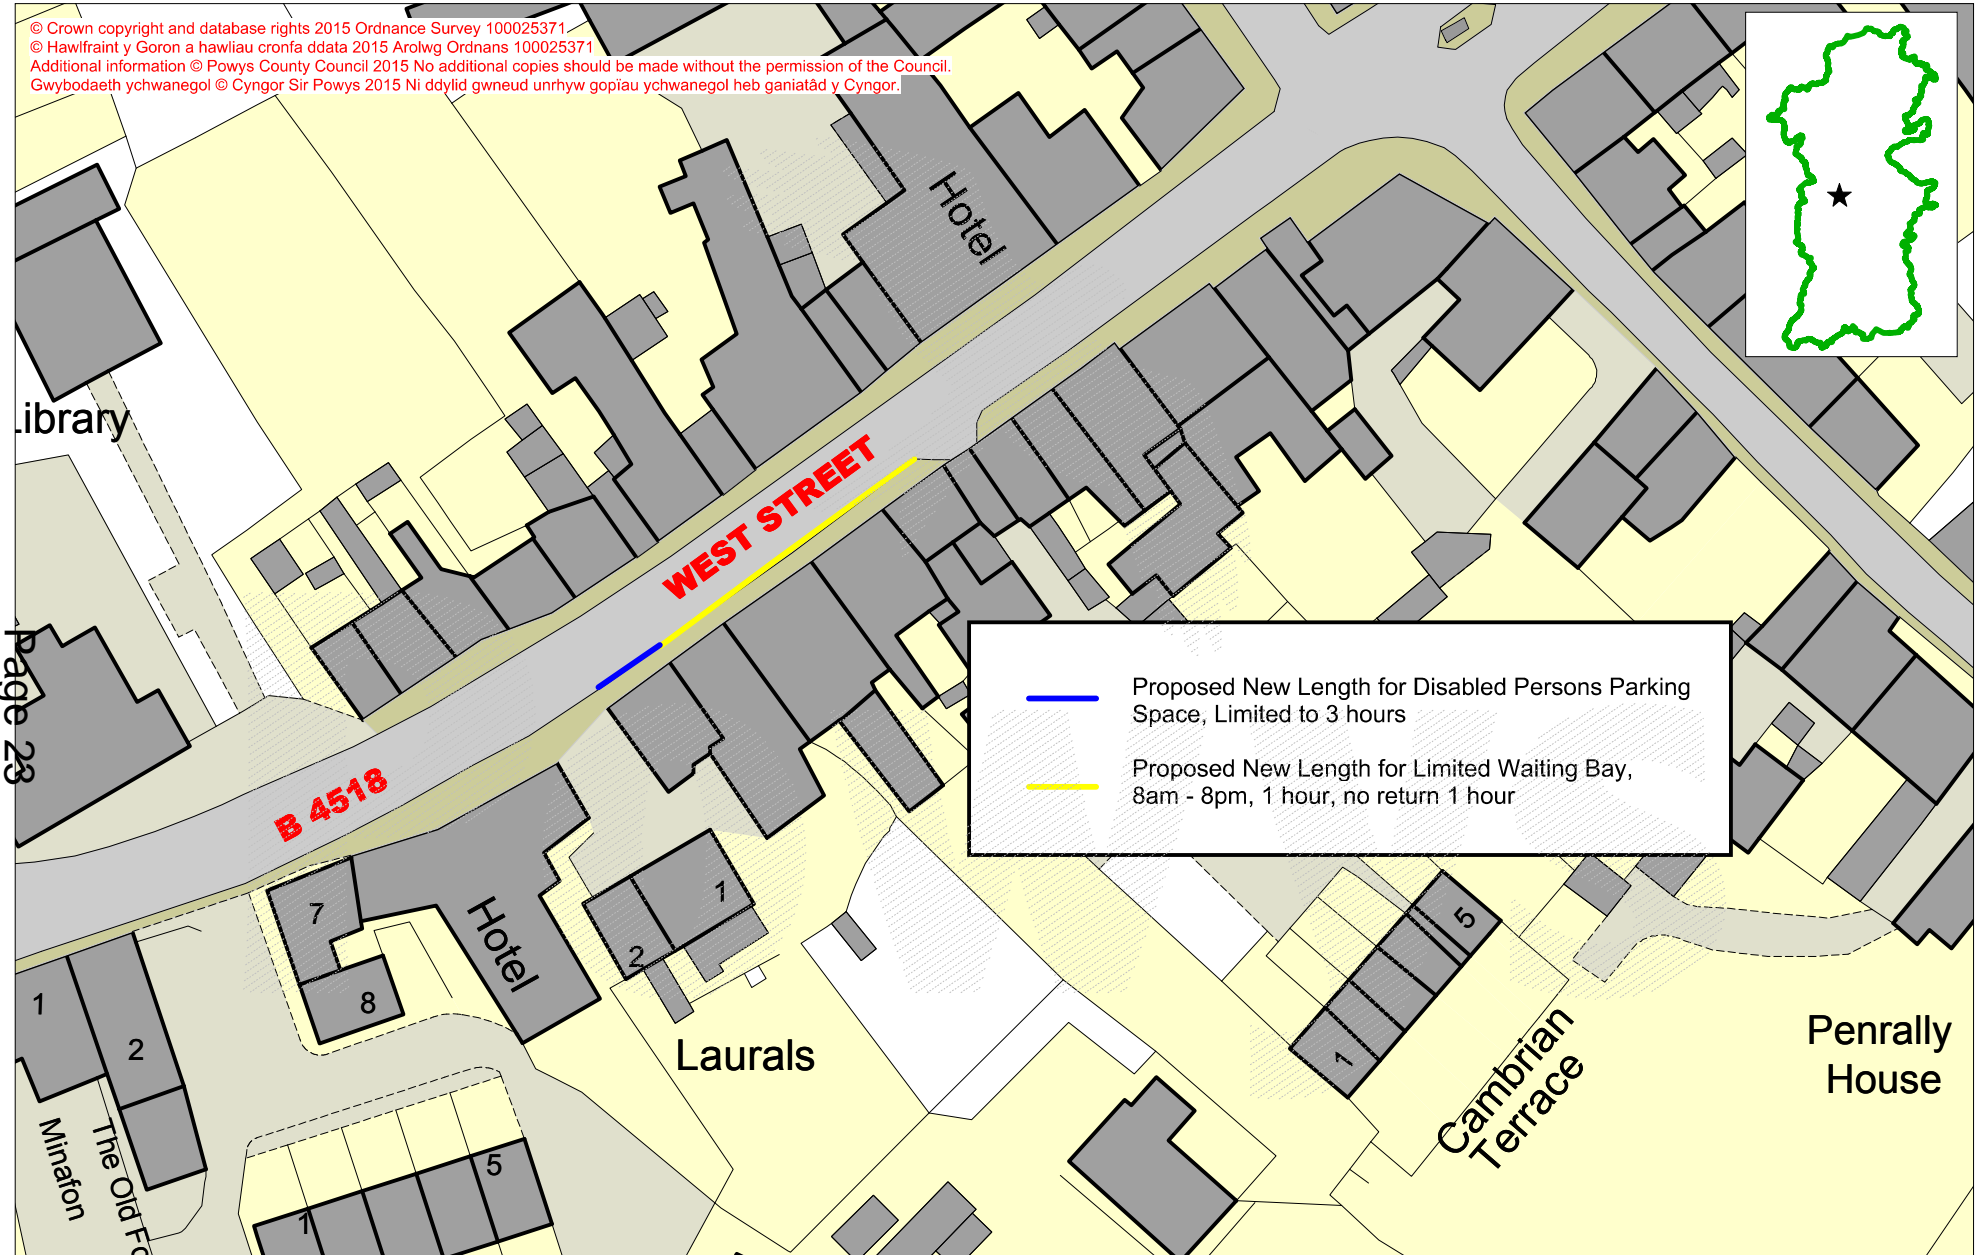 © Crown copyright and database rights 2015 Ordnance Survey 100025371
© Hawlfraint y Goron a hawliau cronfa ddata 2015 Arolwg Ordnans 100025371
Additional information © Powys County Council 2015 No additional copies should be made without the permission of the Council.
Gwybodaeth ychwanegol © Cyngor Sir Powys 2015 Ni ddylid gwneud unrhyw gopïau ychwanegol heb ganiatâd y Cyngor.
Hotel
Library
WEST STREET
Page 23
Proposed New Length for Disabled Persons Parking
Space, Limited to 3 hours
Proposed New Length for Limited Waiting Bay,
8am - 8pm, 1 hour, no return 1 hour
B 4518
7
8
Hotel
1
2
1
2
Laurals
5
1
Cambrian
Terrace
Penrally
House
Minafon
The Old Fo
5
1